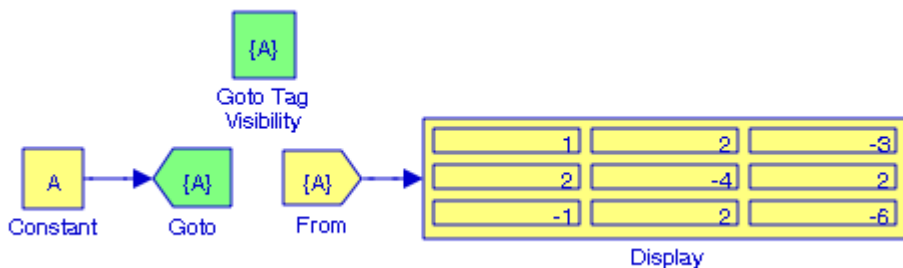 {A}
Goto Tag
Visibility
A
Constant
{A}
Goto
{A}
From
1 2 -3
2 -4 2
-1 2 -6
Display